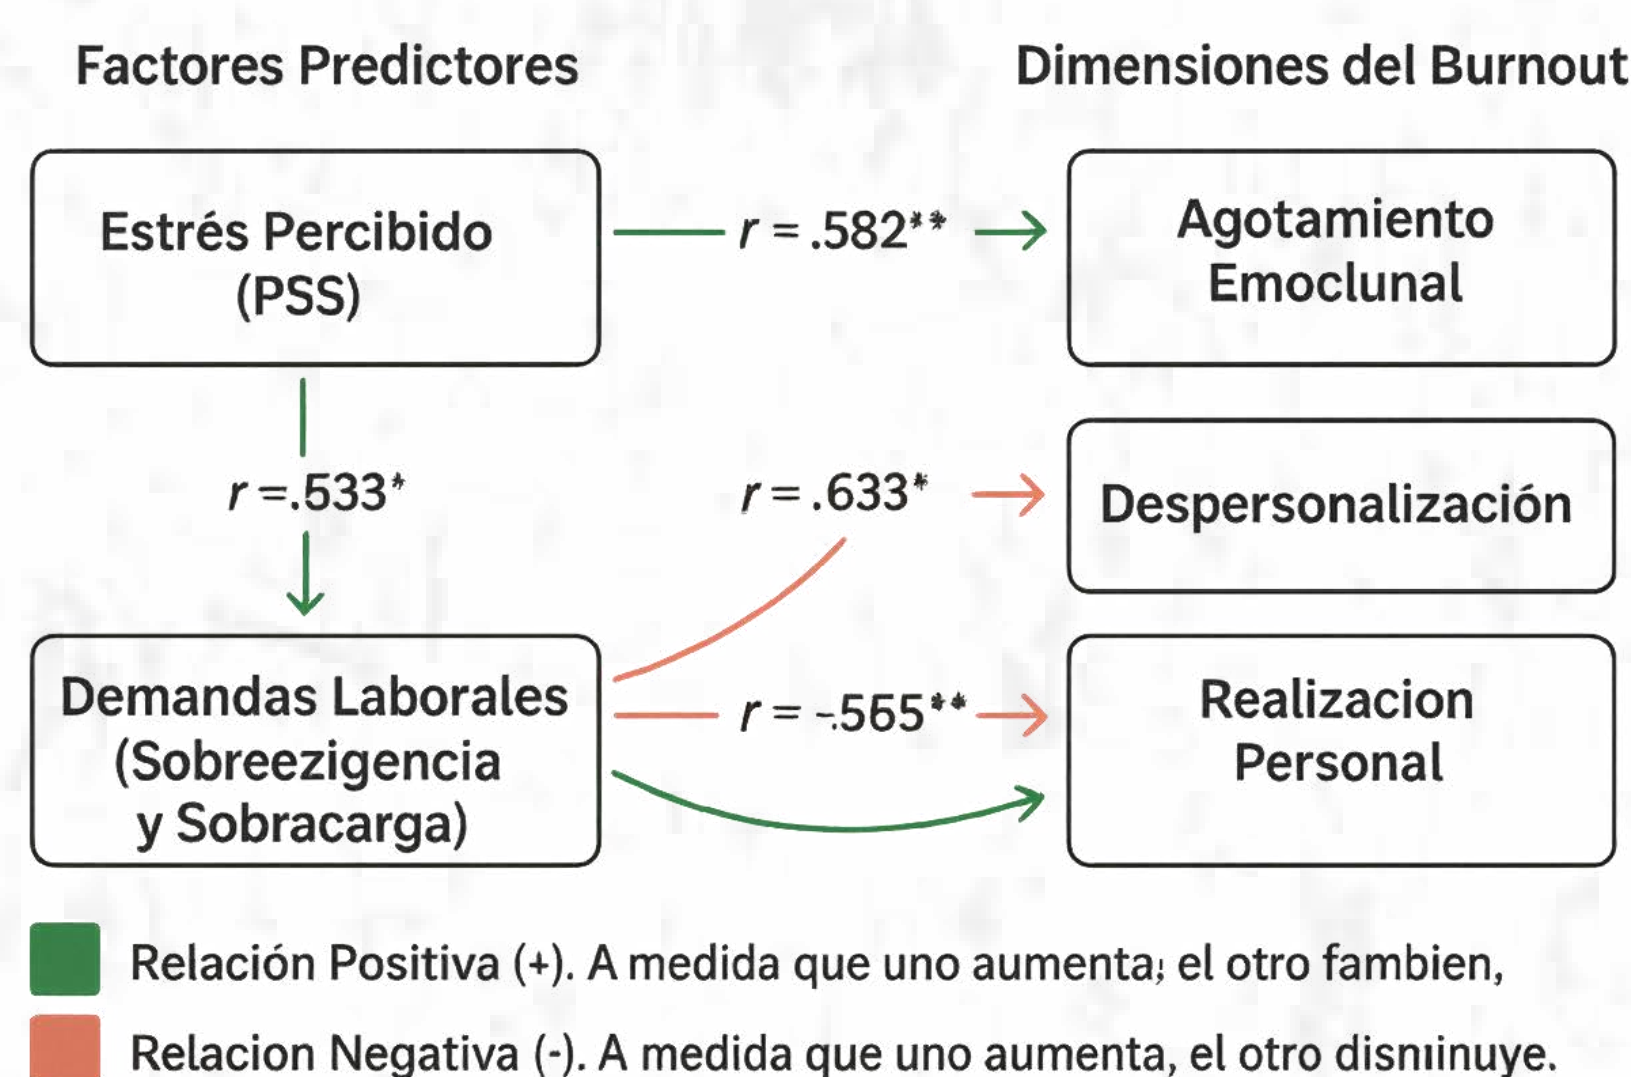 Factores Predictores
Dimensiones del Burnout
Estrés Percibido
(PSS)
r = .582**
Agotamiento
Emoclunal
r =.533*
r = .633*
Despersonalización
Demandas Laborales
(Sobreezigencia
y Sobracarga)
r = -.565**
Realizacion
Personal
Relación Positiva (+). A medida que uno aumenta; el otro fambien,
Relacion Negativa (-). A medida que uno aumenta, el otro disminuye.